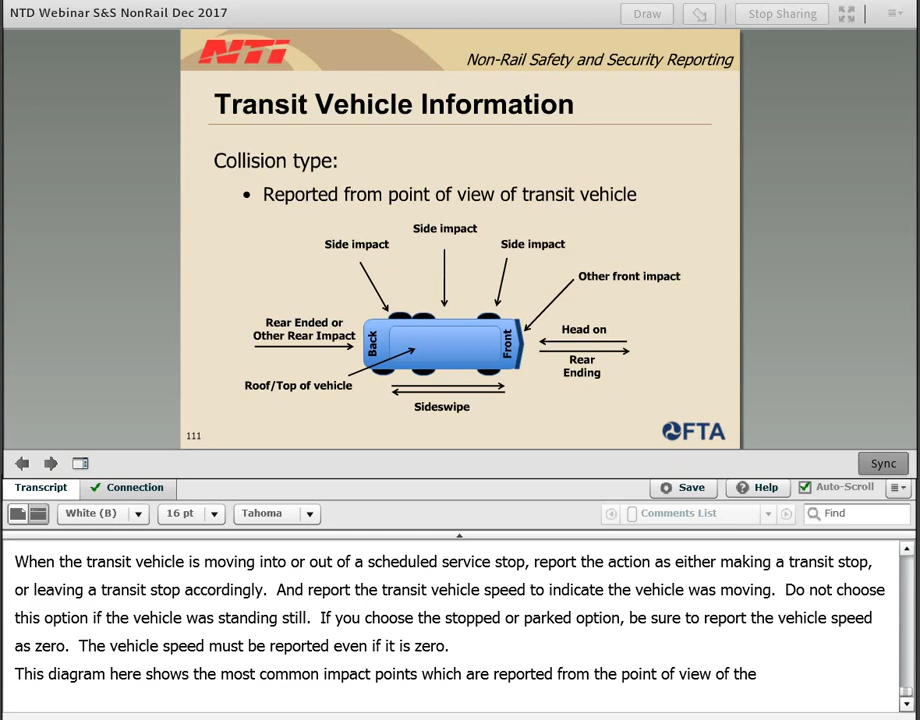 NTD Webinar S&S NonRail Dec 2017
Draw
Stop Sharing
NTI
Non-Rail Safety and Security Reporting
Transit Vehicle Information
Collision type:
• Reported from point of view of transit vehicle
Side impact
Side impact
Side impact
Other front impact
Rear Ended or
Other Rear Impact
Back
Front
Head on
Rear
Ending
Roof/Top of vehicle
Sideswipe
111
FTA
Sync
Transcript
Connection
Save
Help
Auto-Scroll
White (B)
16 pt
Tahoma
Comments List
Find
When the transit vehicle is moving into or out of a scheduled service stop, report the action as either making a transit stop,
or leaving a transit stop accordingly.  And report the transit vehicle speed to indicate the vehicle was moving.  Do not choose
this option if the vehicle was standing still.  If you choose the stopped or parked option, be sure to report the vehicle speed
as zero.  The vehicle speed must be reported even if it is zero.
This diagram here shows the most common impact points which are reported from the point of view of the